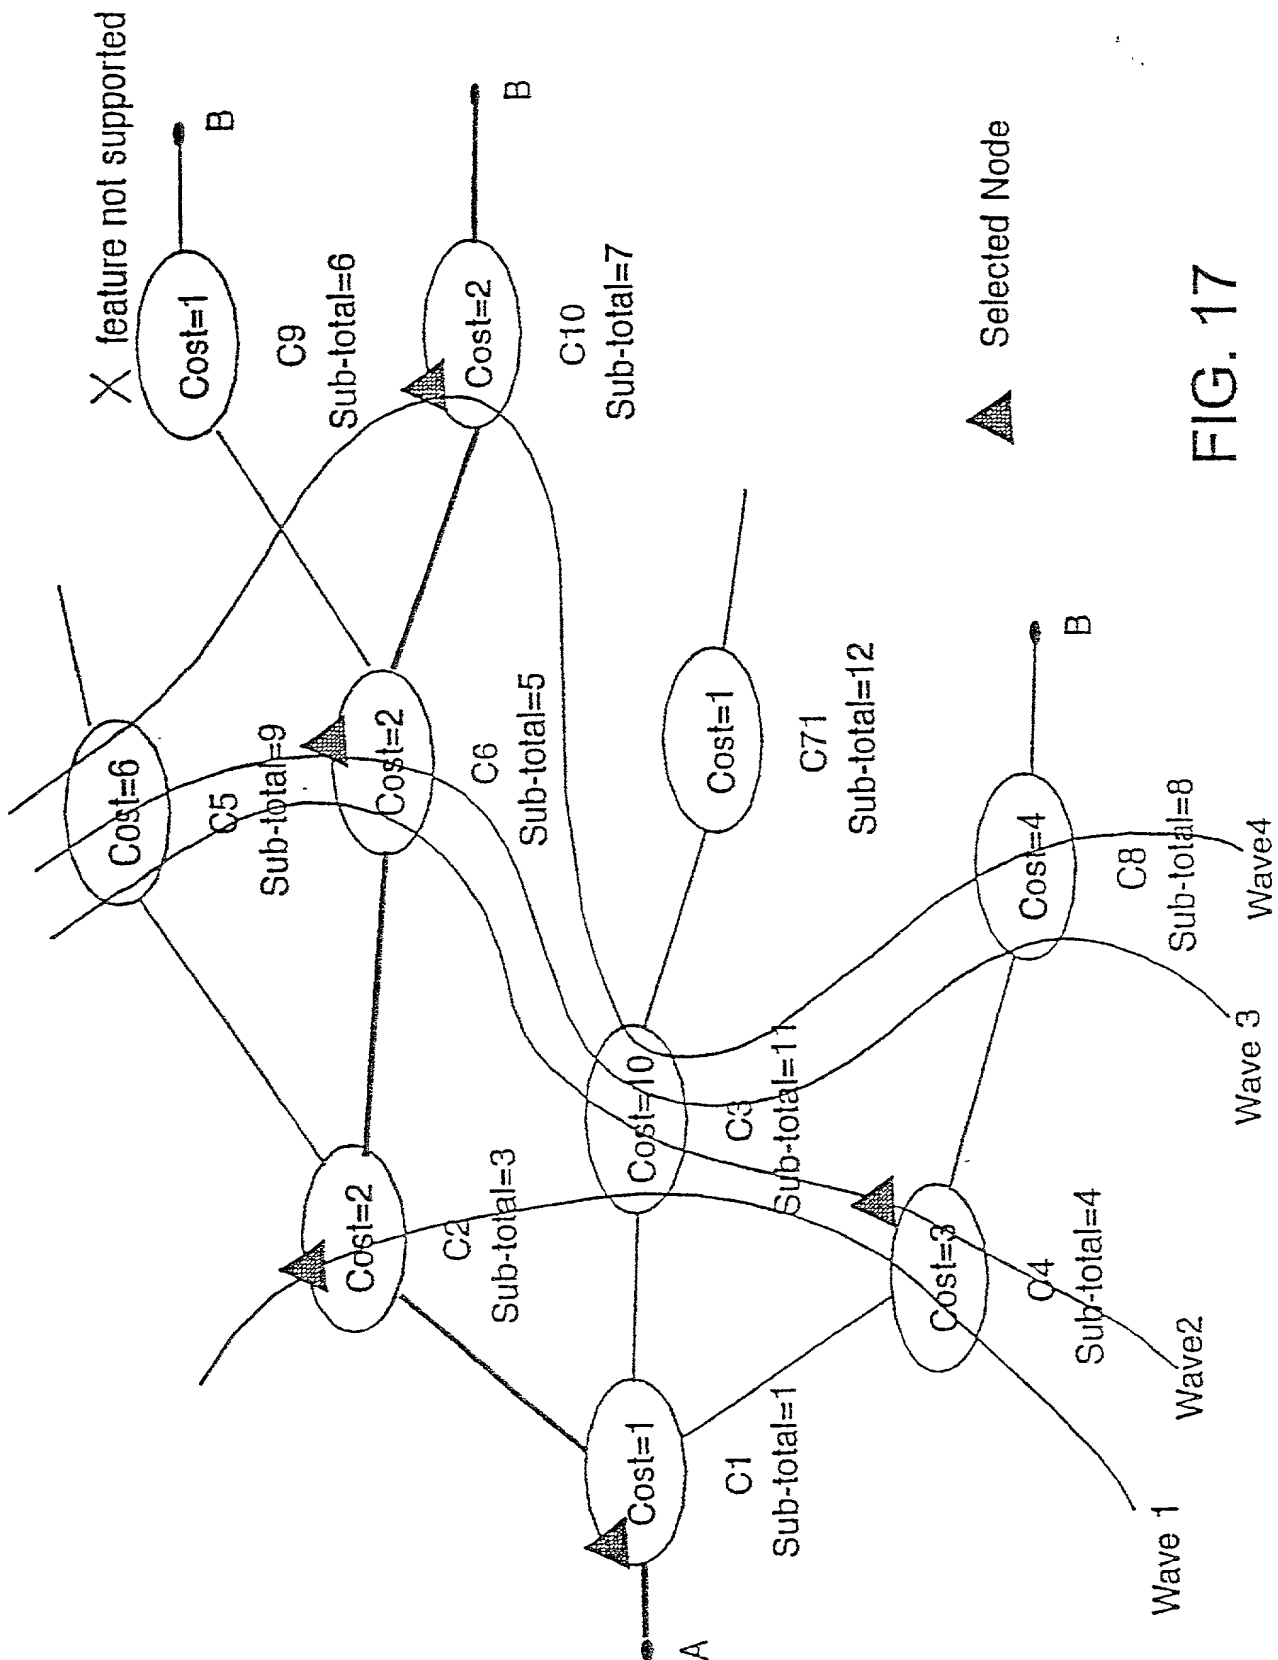 X feature not supported
Cost=1
B
C9
Sub-total=6
Cost=2
B
C10
Sub-total=7
Cost=6
C5
Sub-total=9
Cost=2
C6
Sub-total=5
Cost=1
C71
Sub-total=12
Cost=4
B
C8
Sub-total=8
Wave4
Wave 3
Cost=2
C2
Sub-total=3
Cost=10
C3
Sub-total=11
Cost=3
C4
Sub-total=4
Wave2
Wave 1
Cost=1
C1
Sub-total=1
A
Selected Node
FIG. 17